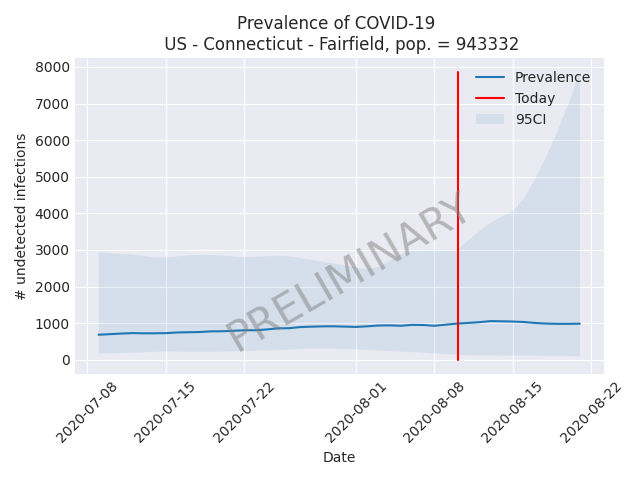 Prevalence of COVID-19
US - Connecticut - Fairfield, pop. = 943332
# undetected infections
8000
7000
6000
5000
4000
3000
2000
1000
0
Prevalence
Today
95CI
PRELIMINARY
2020-07-08
2020-07-15
2020-07-22
2020-08-01
2020-08-08
2020-08-15
2020-08-22
Date